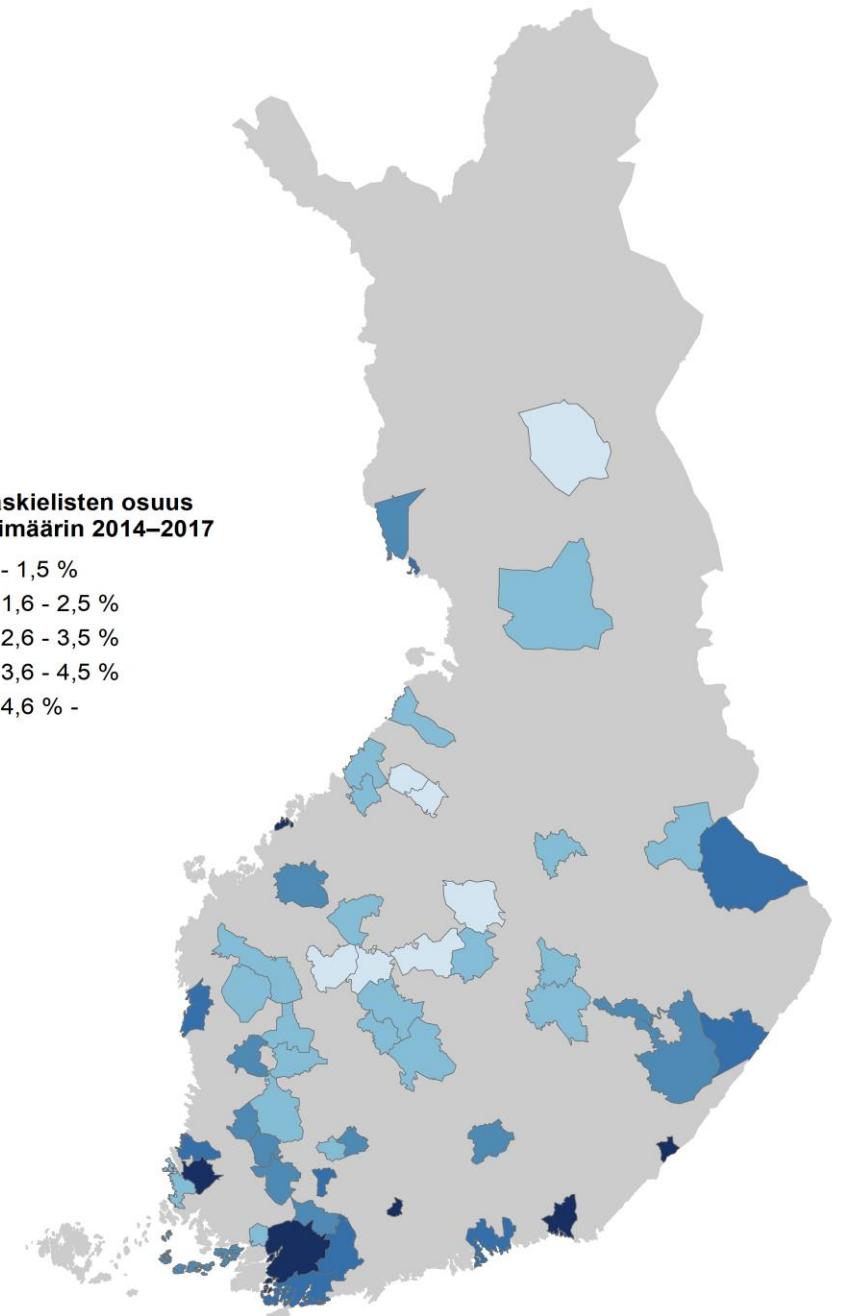 askielisten osuus
imäärin 2014–2017
- 1,5 %
1,6 - 2,5 %
2,6 - 3,5 %
3,6 - 4,5 %
4,6 % -